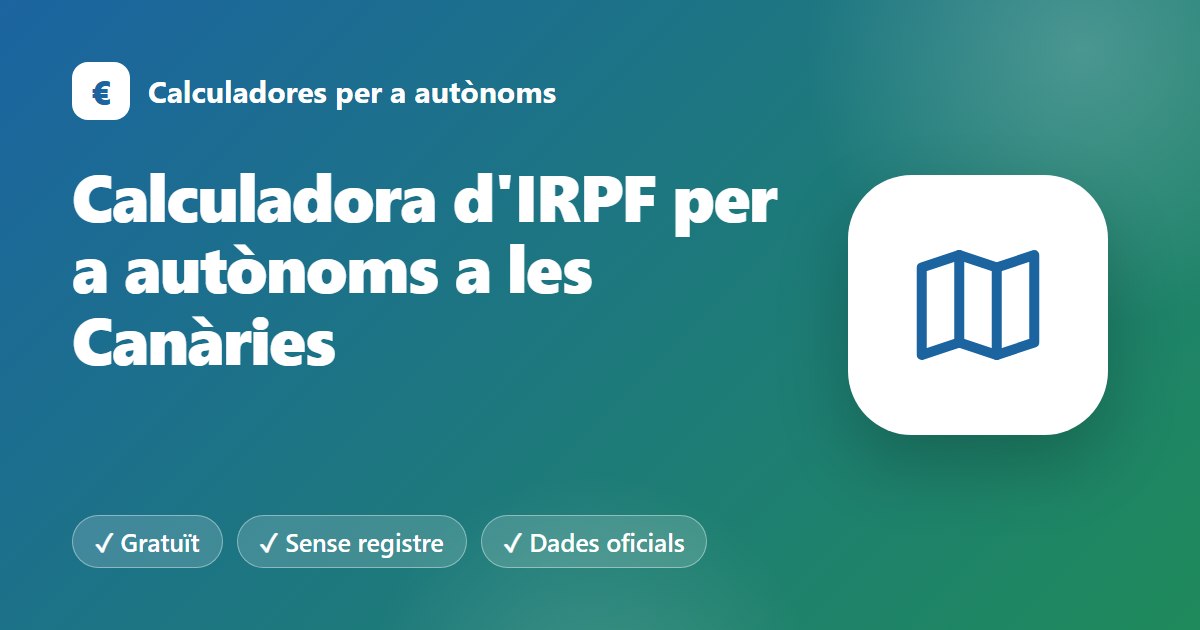 €
Calculadores per a autònoms
Calculadora d'IRPF per
a autònoms a les
Canàries
✓ Gratuït
✓ Sense registre
✓ Dades oficials